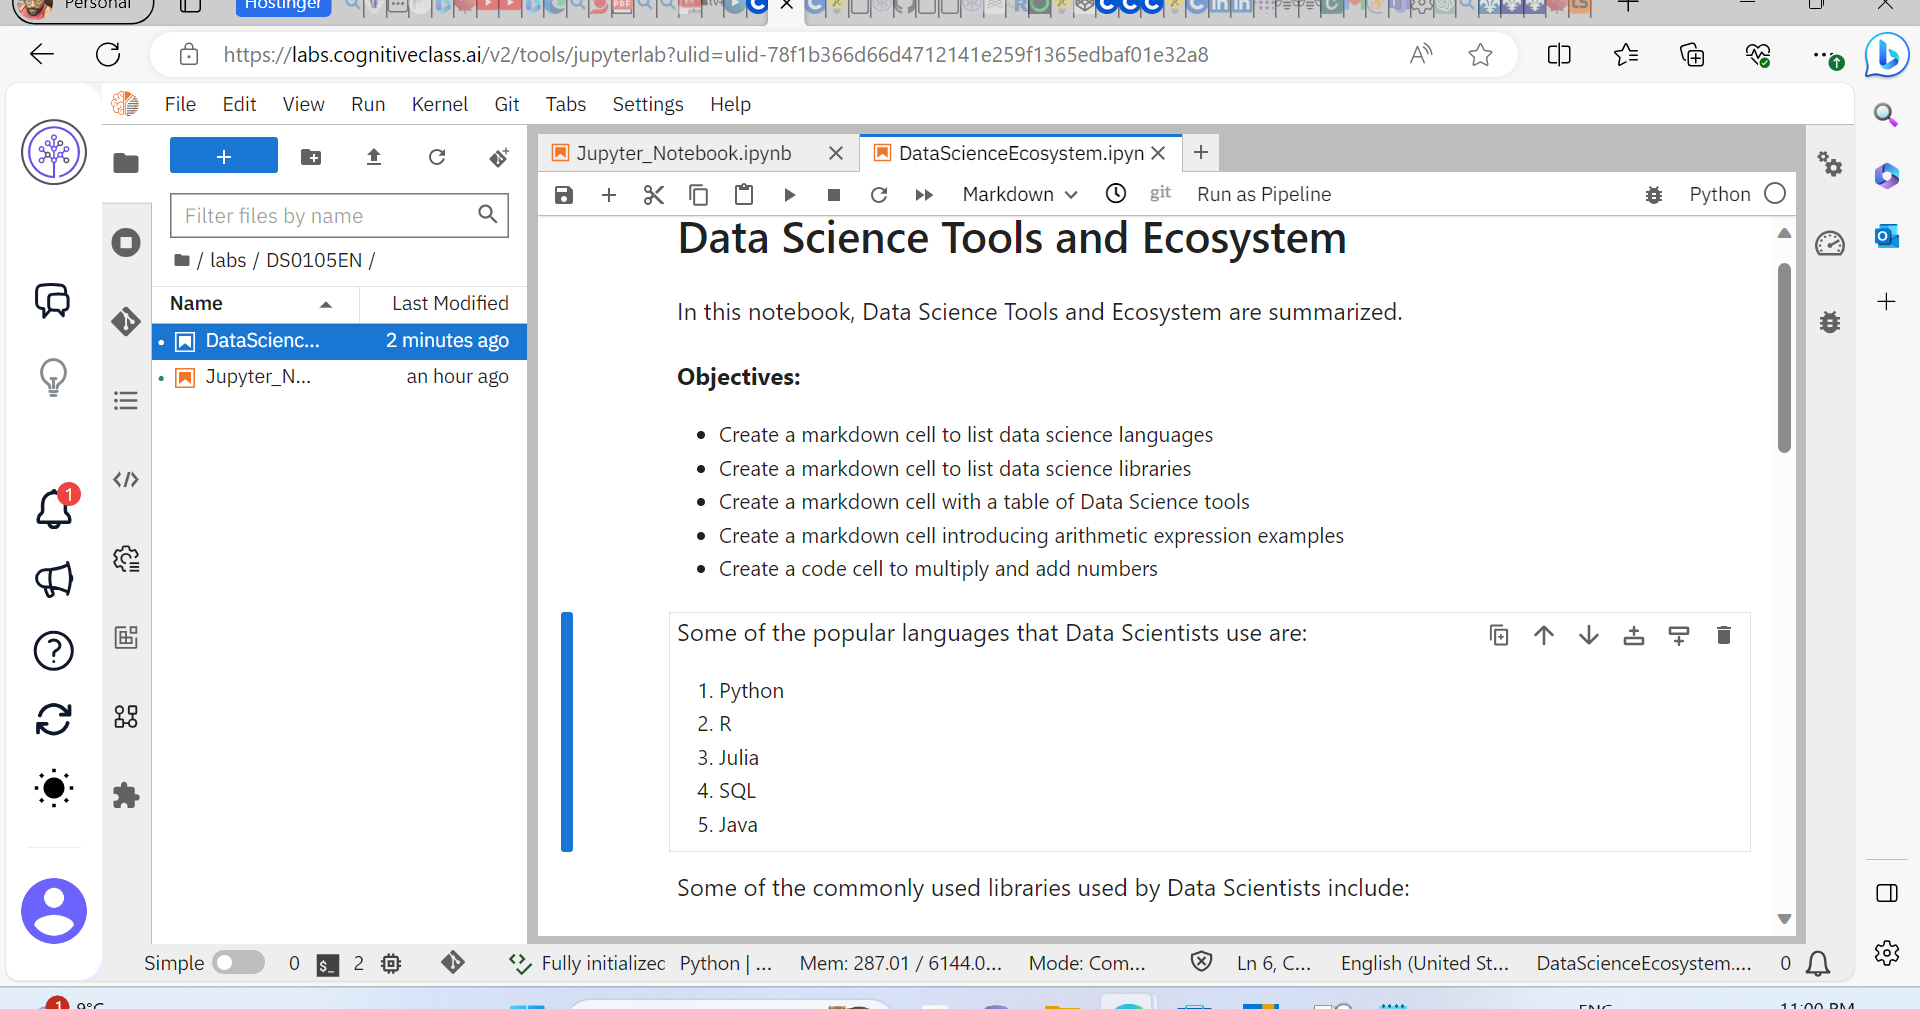 Personal
Hostinger
https://labs.cognitiveclass.ai/v2/tools/jupyterlab?ulid=ulid-78f1b366d66d4712141e259f1365edbaf01e32a8
File Edit View Run Kernel Git Tabs Settings Help
Jupyter_Notebook.ipynb
DataScienceEcosystem.ipyn
Markdown
git
Run as Pipeline
Python
Filter files by name
/ labs / DS0105EN /
Name Last Modified
DataScienc... 2 minutes ago
Jupyter_N... an hour ago
1
Data Science Tools and Ecosystem
In this notebook, Data Science Tools and Ecosystem are summarized.
Objectives:
Create a markdown cell to list data science languages
Create a markdown cell to list data science libraries
Create a markdown cell with a table of Data Science tools
Create a markdown cell introducing arithmetic expression examples
Create a code cell to multiply and add numbers
Some of the popular languages that Data Scientists use are:
1. Python
2. R
3. Julia
4. SQL
5. Java
Some of the commonly used libraries used by Data Scientists include:
Simple 0 $_ 2 Fully initialized Python | ... Mem: 287.01 / 6144.0... Mode: Com... Ln 6, C... English (United St... DataScienceEcosystem.... 0
1 9°C ENG 11:00 PM